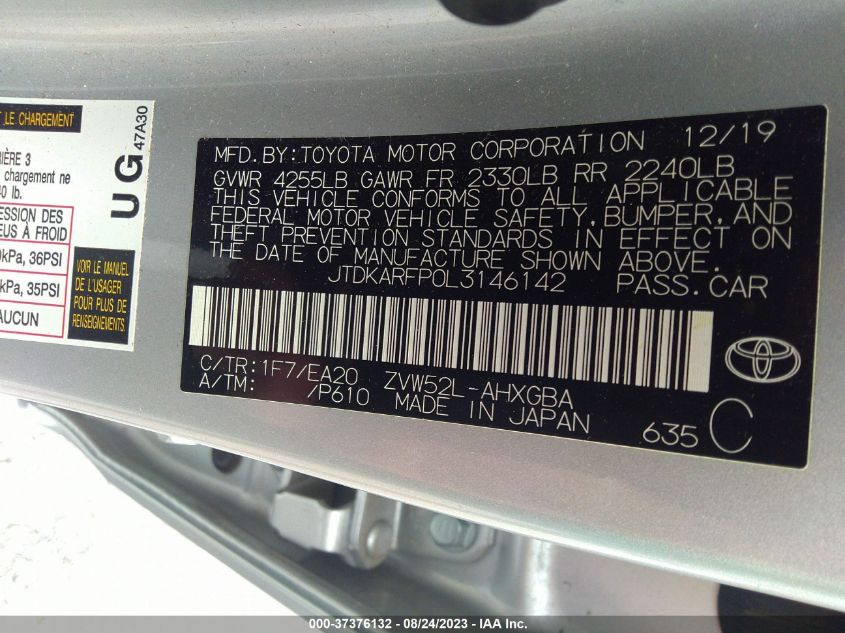 T LE CHARGEMENT
RIÈRE 3
chargement ne
40 lb.
ESSION DES
EUS À FROID
kPa, 36PSI
kPa, 35PSI
AUCUN
LE MANUEL
DE L'USAGER
POUR PLUS DE
RENSEIGNEMENTS
UG 47A30
MFD. BY: TOYOTA MOTOR CORPORATION 12/19
GVWR 4255LB GAWR FR 2330LB RR 2240LB
THIS VEHICLE CONFORMS TO ALL APPLICABLE
FEDERAL MOTOR VEHICLE SAFETY, BUMPER, AND
THEFT PREVENTION STANDARDS IN EFFECT ON
THE DATE OF MANUFACTURE SHOWN ABOVE.
JTDKARFP0L3146142 PASS. CAR
C/TR: 1F7/EA20 ZVW52L-AHXGBA
A/TM: /P610 MADE IN JAPAN 635 C
000-37376132 - 08/24/2023 - IAA Inc.